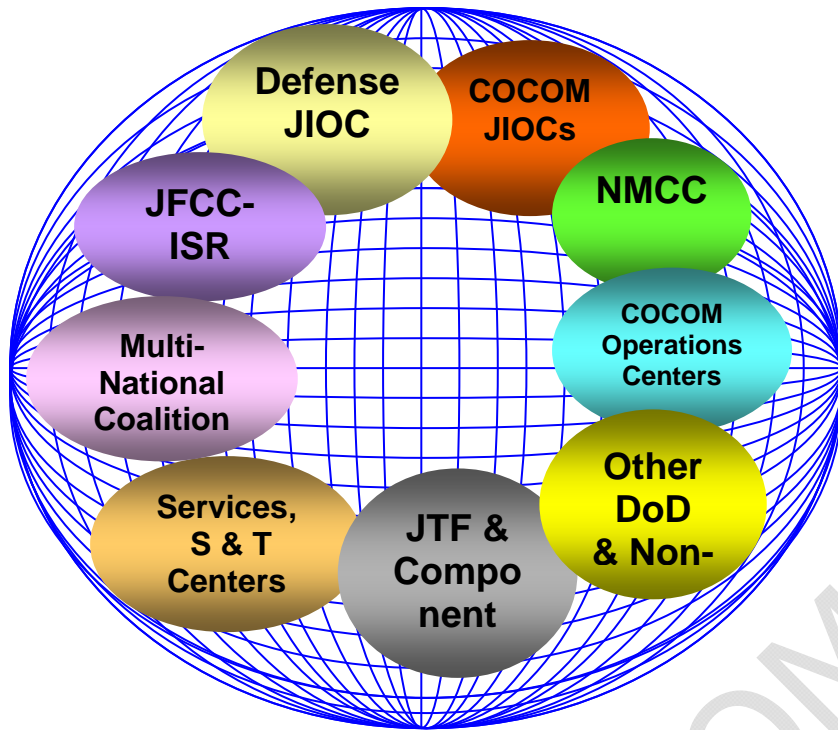 Defense
JIOC
COCOM
JIOCs
NMCC
JFCC-
ISR
COCOM
Operations
Centers
Multi-
National
Coalition
Other
DoD
& Non-
Services,
S & T
Centers
JTF &
Compo
nent
OM